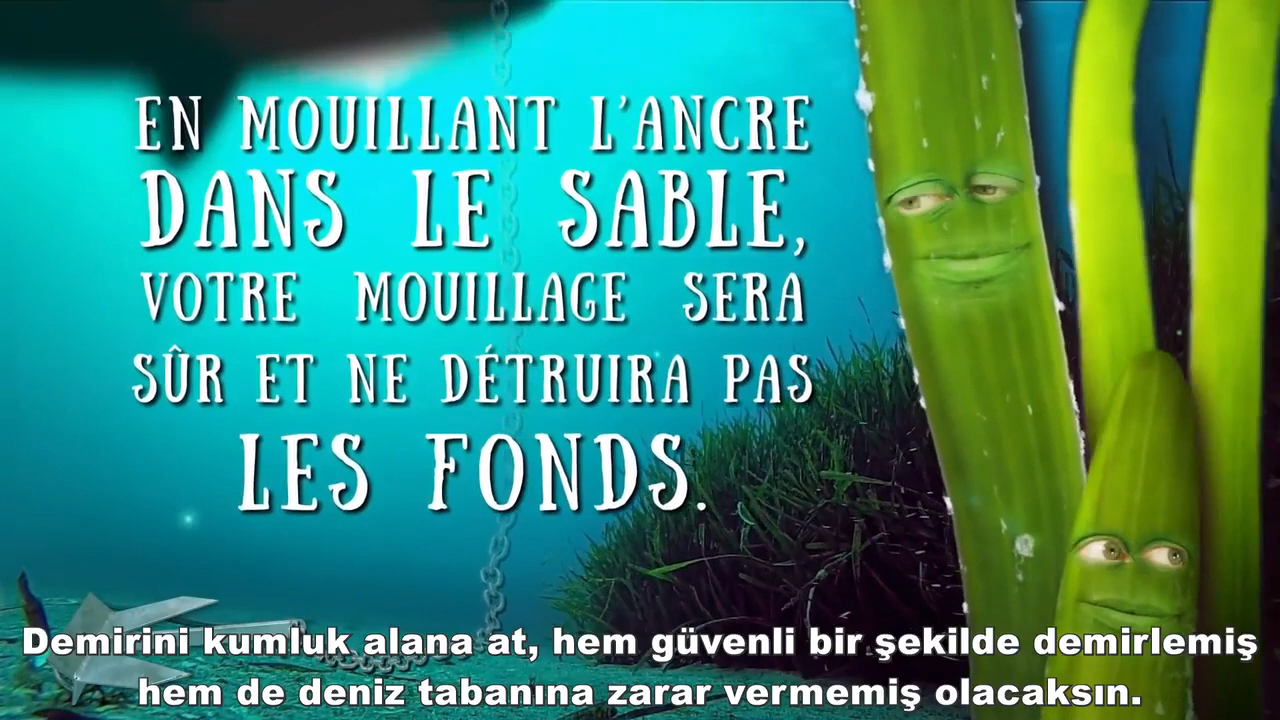 EN MOUILLANT L'ANCRE
DANS LE SABLE,
VOTRE MOUILLAGE SERA
SÛR ET NE DÉTRUIRA PAS
LES FONDS.
Demirini kumluk alana at, hem güvenli bir şekilde demirlemiş
hem de deniz tabanına zarar vermemiş olacaksın.